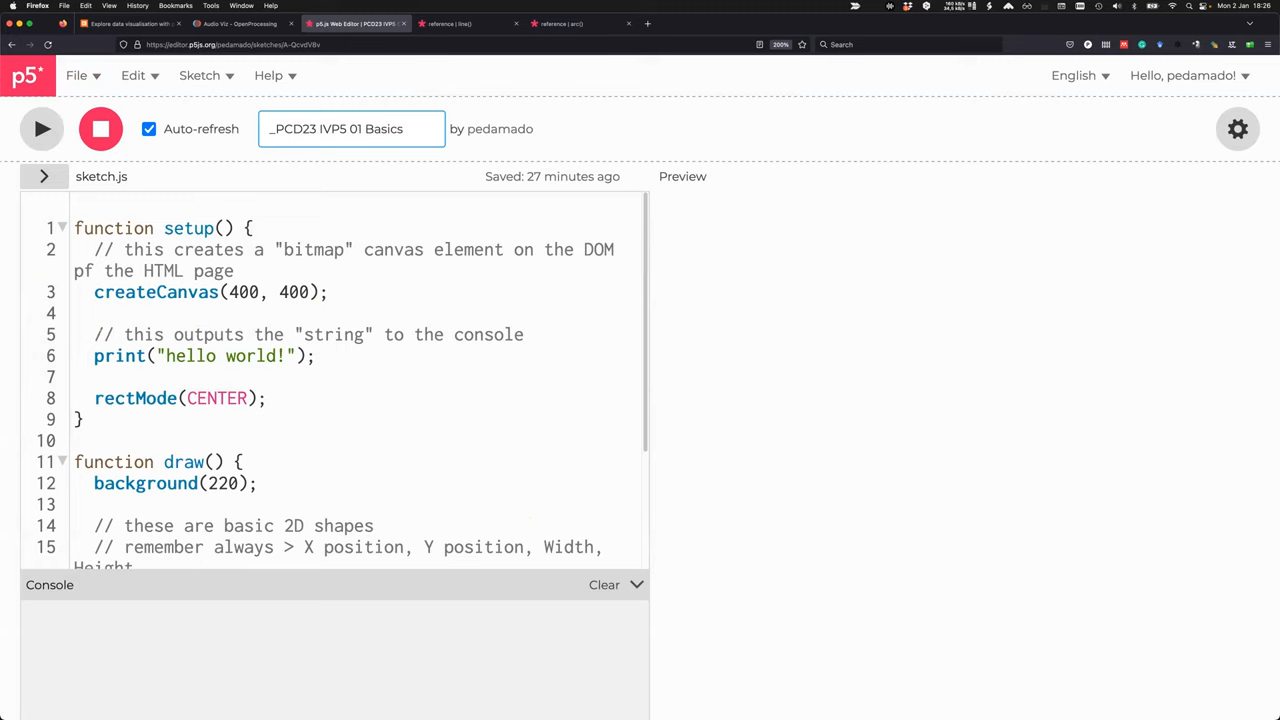 Firefox File Edit View History Bookmarks Tools Window Help Mon 2 Jan 18:26
Explore data visualisation with p Audio Viz - OpenProcessing p5.js Web Editor | PCD23 IVP5 reference | line() reference | arc()
https://editor.p5js.org/pedamado/sketches/A-QcvdV8v 200% Search
p5* File Edit Sketch Help English Hello, pedamado!
Auto-refresh _PCD23 IVP5 01 Basics by pedamado
sketch.js Saved: 27 minutes ago Preview
1 function setup() {
2 // this creates a "bitmap" canvas element on the DOM
pf the HTML page
3 createCanvas(400, 400);
4
5 // this outputs the "string" to the console
6 print("hello world!");
7
8 rectMode(CENTER);
9 }
10
11 function draw() {
12 background(220);
13
14 // these are basic 2D shapes
15 // remember always > X position, Y position, Width,
Height
Console Clear